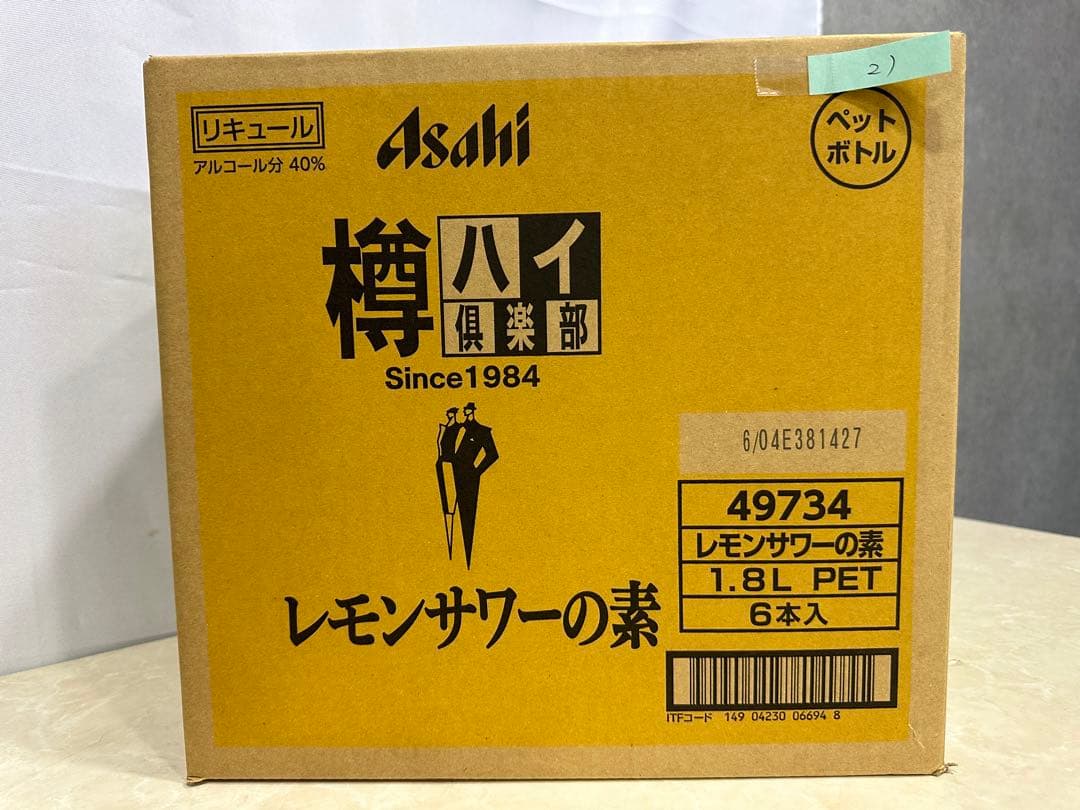 2)
リキュール
アルコール分 40%
Asahi
ペット
ボトル
樽ハイ
倶楽部
Since1984
6/04E381427
49734
レモンサワーの素
1.8L PET
6本入
レモンサワーの素
ITFコード 149 04230 06694 8